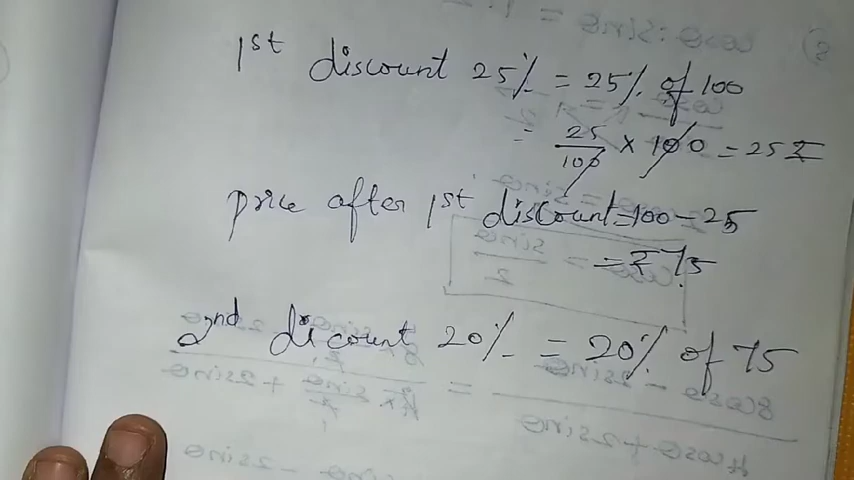 1st discount 25% = 25% of 100
= 25/100 × 100 = 25 ₹
price after 1st discount = 100 - 25
= ₹ 75
2nd discount 20% = 20% of 75